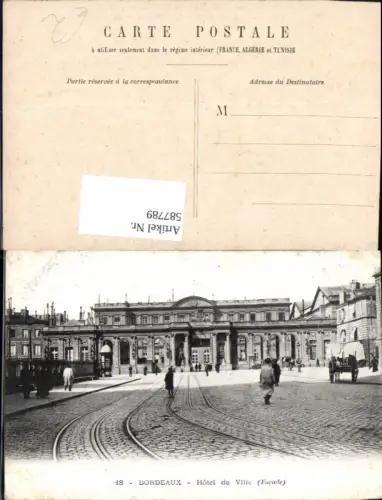 CARTE POSTALE
à utiliser seulement dans le régime intérieur (FRANCE, ALGÉRIE et TUNISIE
Partie réservée à la correspondance
Adresse du Destinataire
M
Artikel Nr.
587789
18 - BORDEAUX - Hôtel de Ville (Façade)